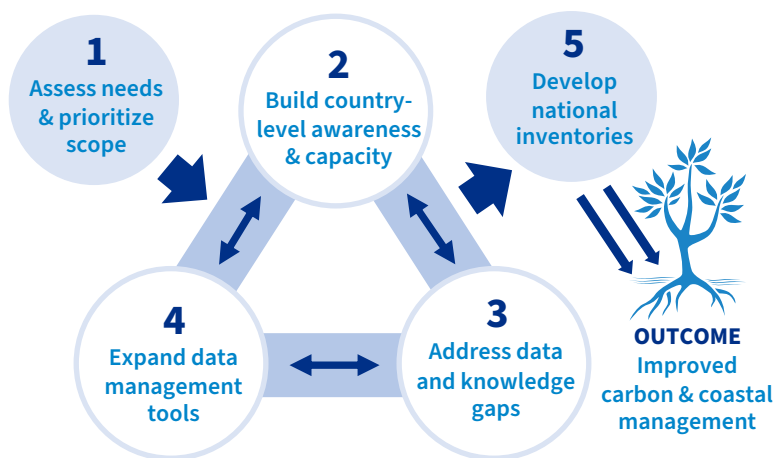 1
Assess needs
& prioritize
scope
2
Build country-
level awareness
& capacity
3
Address data
and knowledge
gaps
4
Expand data
management
tools
5
Develop
national
inventories
OUTCOME
Improved
carbon & coastal
management